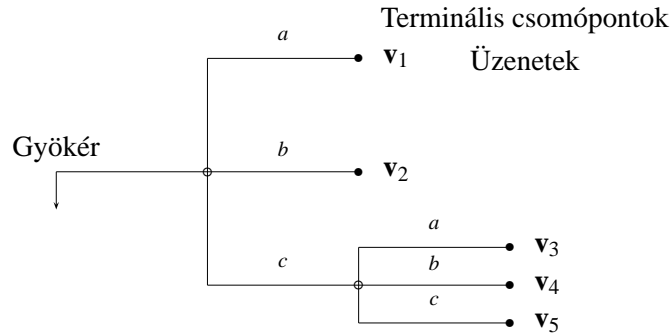 Terminális csomópontok
Üzenetek
a
v1
Gyökér
b
v2
a
v3
c
b
v4
c
v5